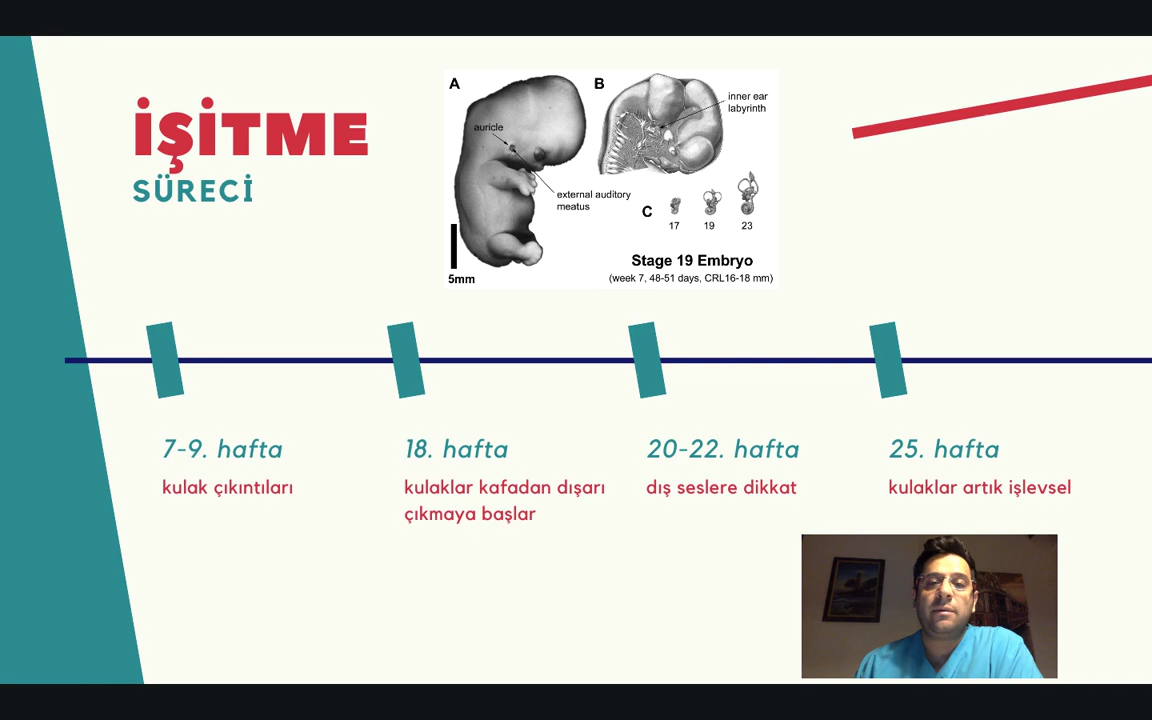 İŞİTME
SÜRECİ
A
B
auricle
inner ear
labyrinth
external auditory
meatus
C
17 19 23
Stage 19 Embryo
(week 7, 48-51 days, CRL16-18 mm)
5mm
7-9. hafta
kulak çıkıntıları
18. hafta
kulaklar kafadan dışarı
çıkmaya başlar
20-22. hafta
dış seslere dikkat
25. hafta
kulaklar artık işlevsel